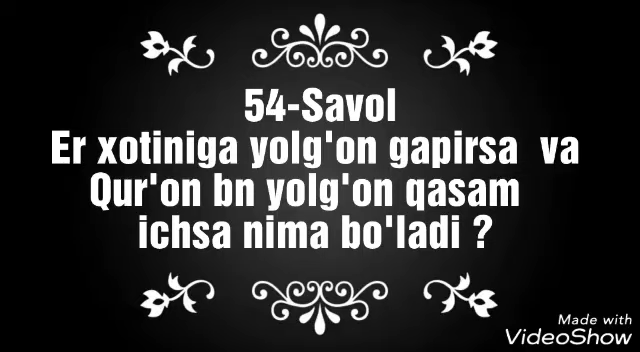 54-Savol
Er xotiniga yolg'on gapirsa va
Qur'on bn yolg'on qasam
ichsa nima bo'ladi ?
Made with
VideoShow